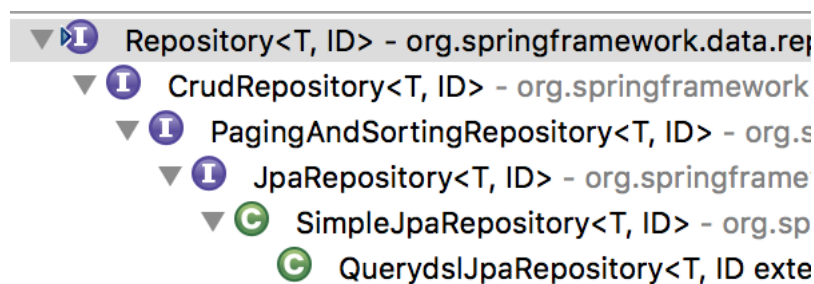 Repository<T, ID> - org.springframework.data.rep
CrudRepository<T, ID> - org.springframework
PagingAndSortingRepository<T, ID> - org.s
JpaRepository<T, ID> - org.springframe
SimpleJpaRepository<T, ID> - org.sp
QuerydslJpaRepository<T, ID exte